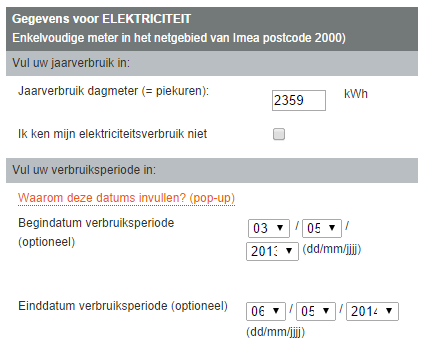 Gegevens voor ELEKTRICITEIT
Enkelvoudige meter in het netgebied van Imea postcode 2000)
Vul uw jaarverbruik in:
Jaarverbruik dagmeter (= piekuren): 2359 kWh
Ik ken mijn elektriciteitsverbruik niet
Vul uw verbruiksperiode in:
Waarom deze datums invullen? (pop-up)
Begindatum verbruiksperiode 03 / 05 /
(optioneel) 2013 (dd/mm/jjjj)
Einddatum verbruiksperiode (optioneel) 06 / 05 / 2014
(dd/mm/jjjj)